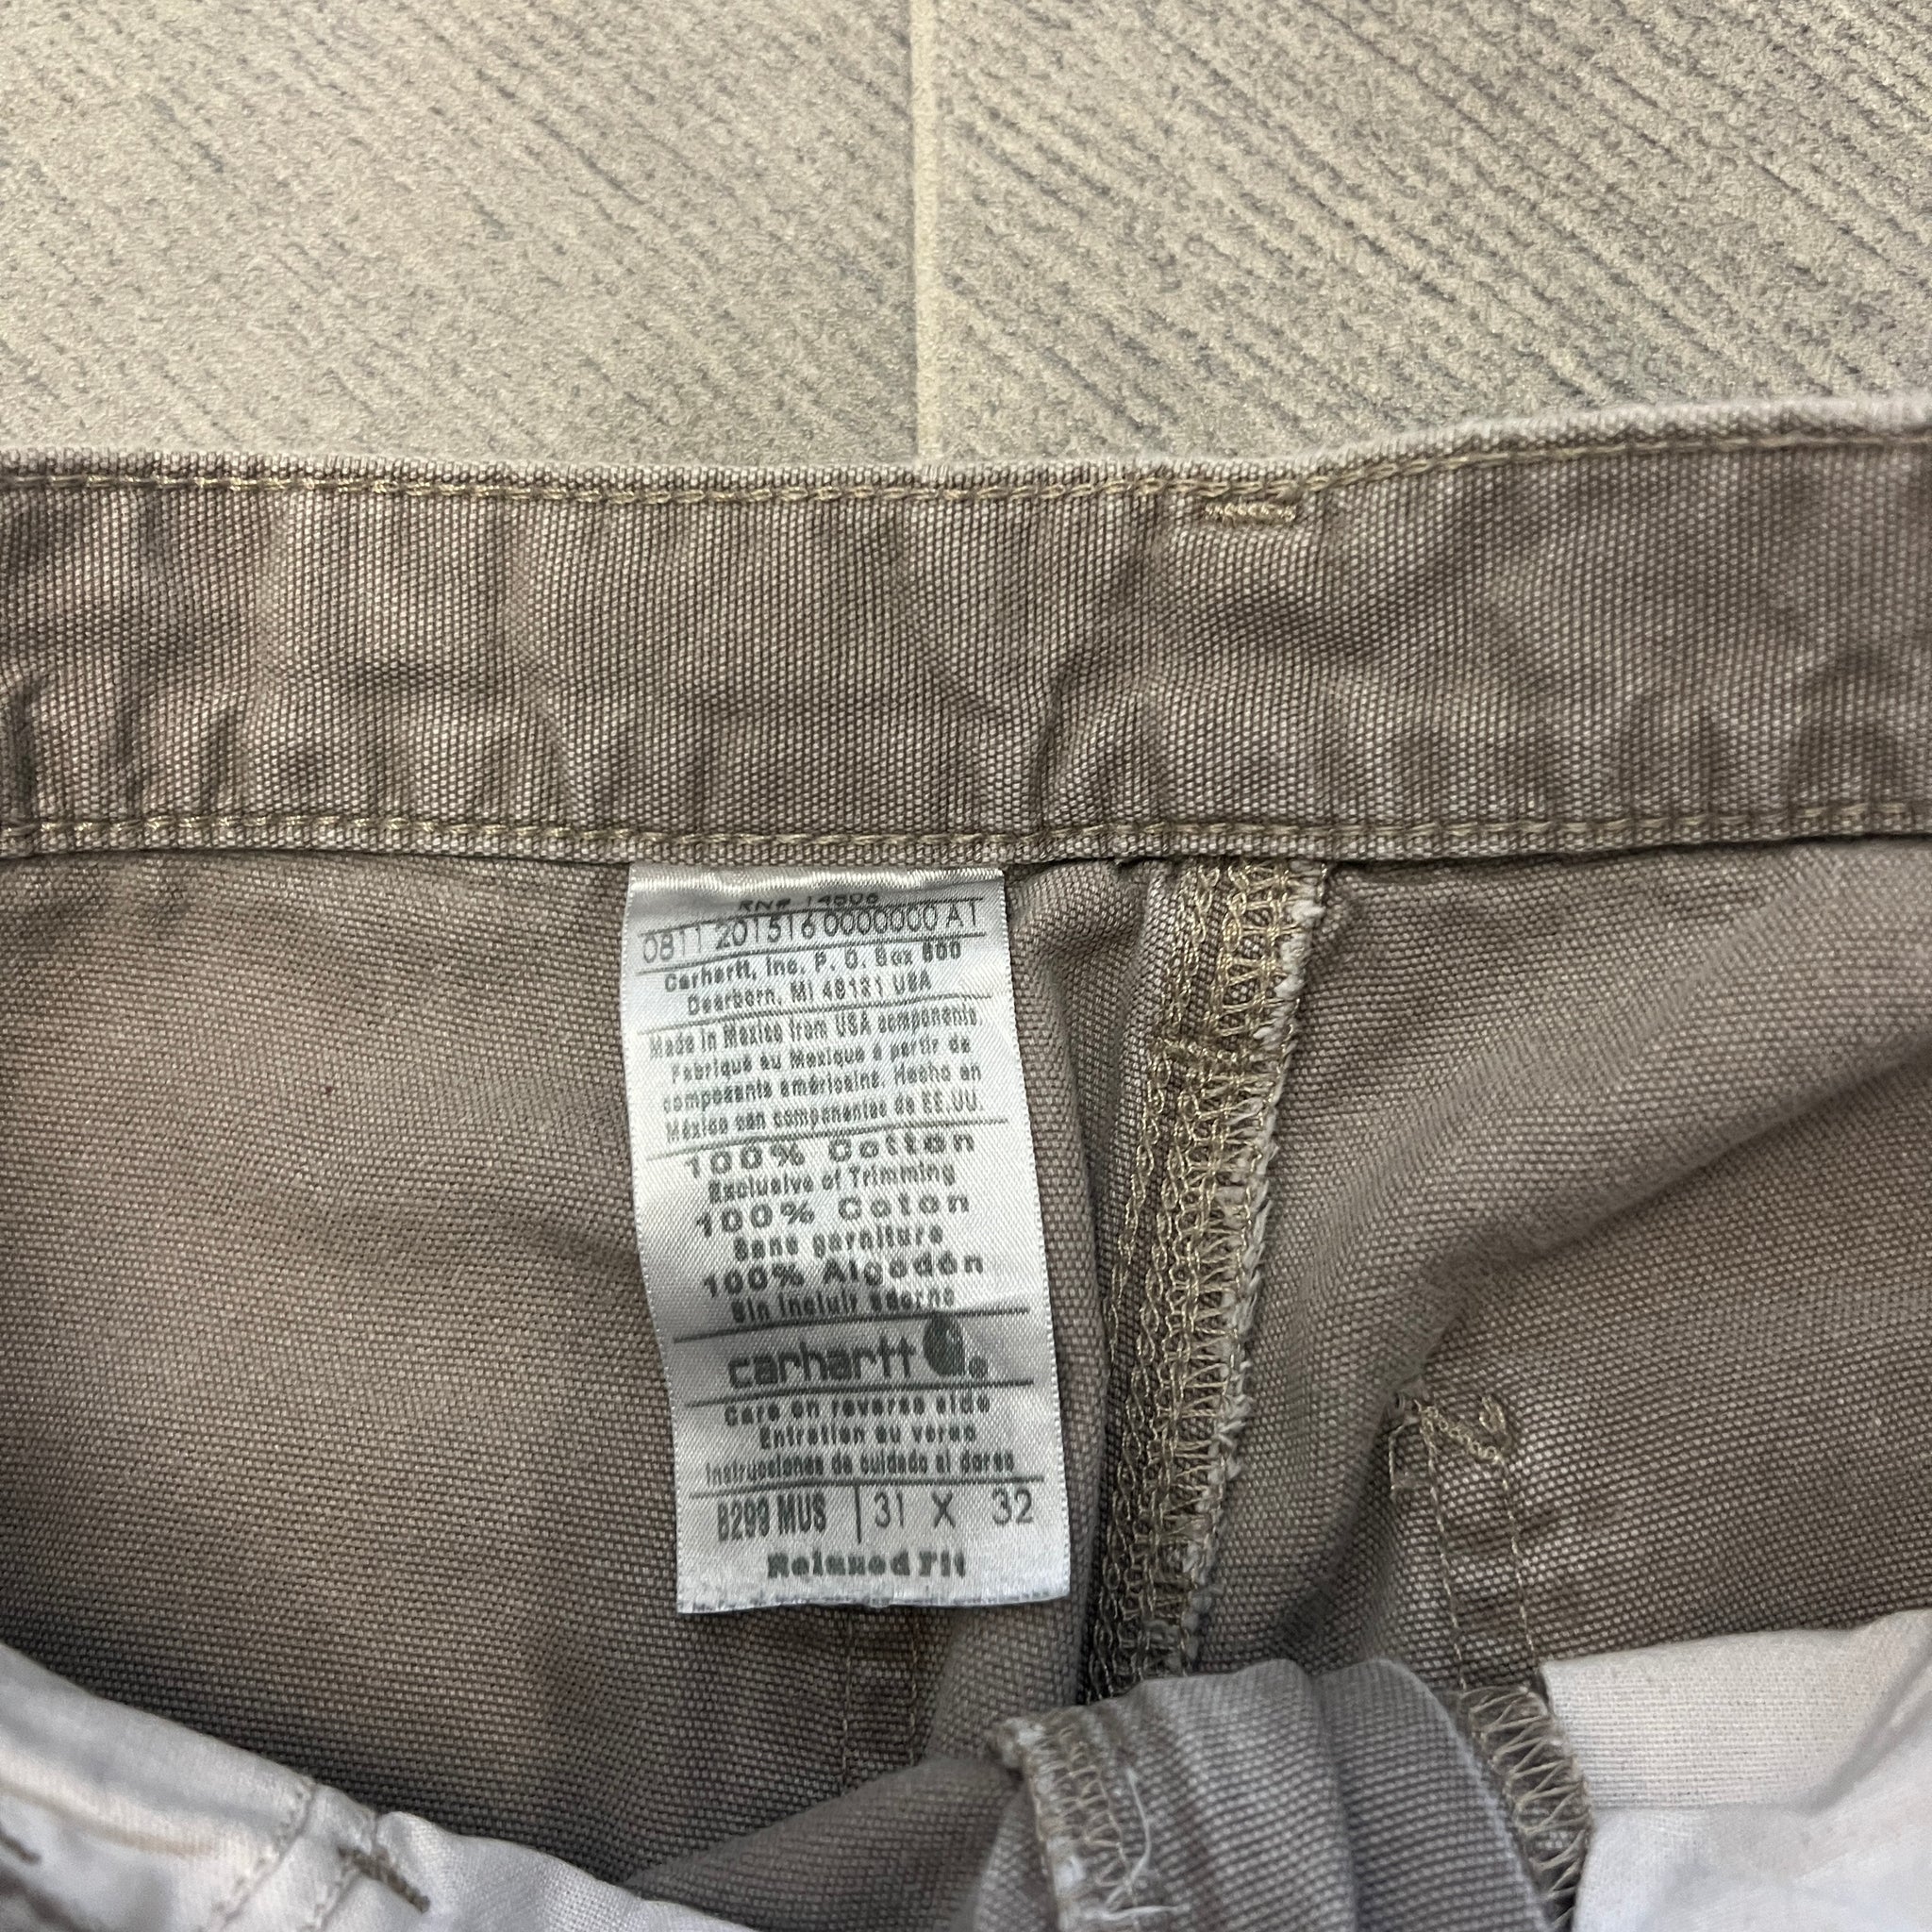 RN# 14806
0811 201516 0000000 A1
Carhartt, Inc. P. O. Box 600
Dearborn, MI 48121 USA
Made in Mexico from USA components.
Fabriqué au Mexique à partir de
composants américains. Hecho en
México con componentes de EE.UU.
100% Cotton
Exclusive of Trimming
100% Coton
Sans garniture
100% Algodón
Sin incluir adorno
carhartt
Care on reverse side
Entretien au verso
Instrucciones de cuidado al dorso
B299 MUS 31 X 32
Relaxed Fit